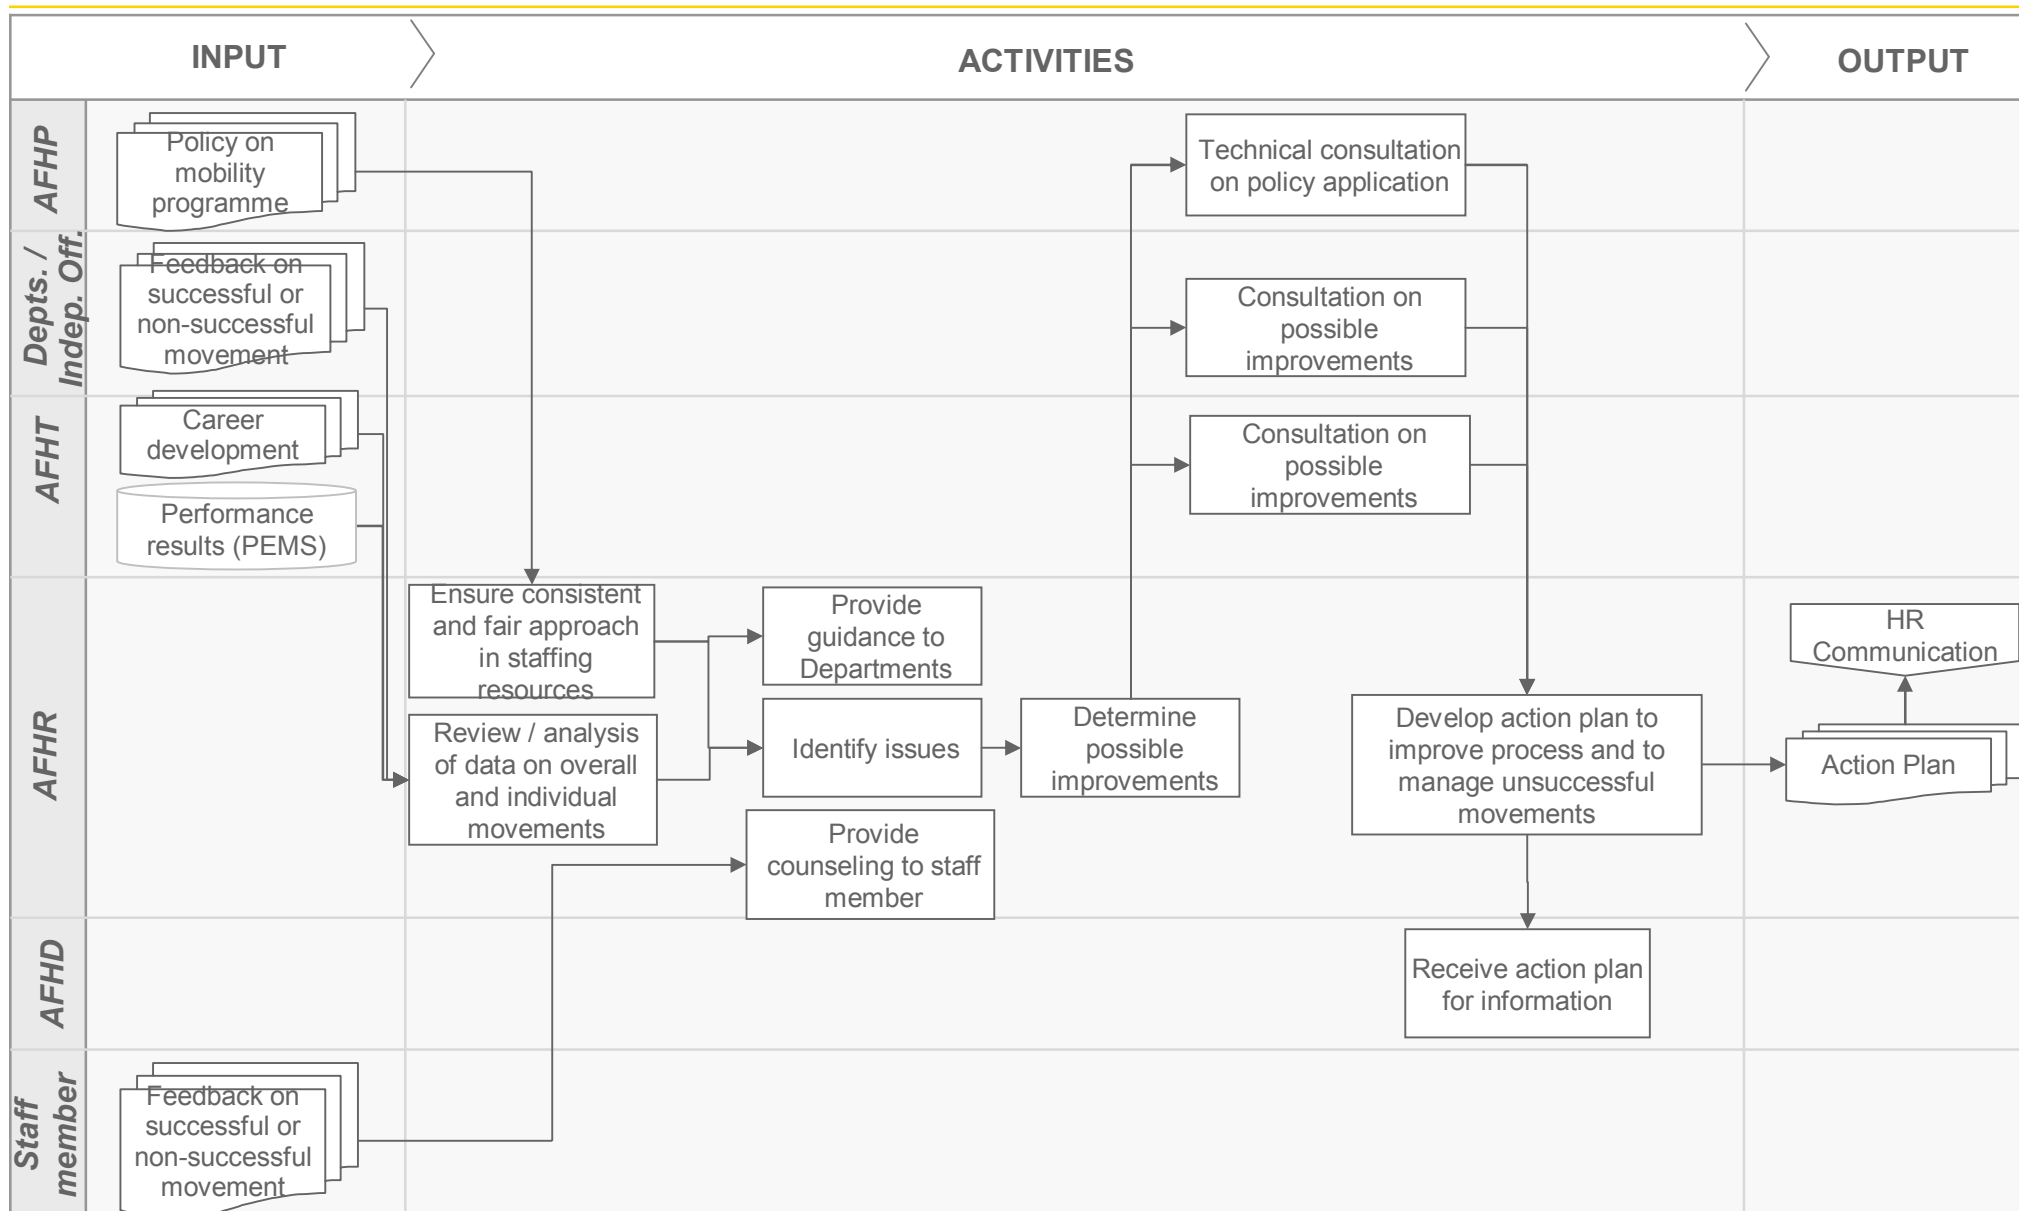 INPUT
ACTIVITIES
OUTPUT
AFHP
Policy on
mobility
programme
Technical consultation
on policy application
Depts. /
Indep. Off.
Feedback on
successful or
non-successful
movement
Consultation on
possible
improvements
AFHT
Career
development
Performance
results (PEMS)
Consultation on
possible
improvements
AFHR
Ensure consistent
and fair approach
in staffing
resources
Provide
guidance to
Departments
Review / analysis
of data on overall
and individual
movements
Identify issues
Determine
possible
improvements
Provide
counseling to staff
member
Develop action plan to
improve process and to
manage unsuccessful
movements
HR
Communication
Action Plan
AFHD
Receive action plan
for information
Staff
member
Feedback on
successful or
non-successful
movement